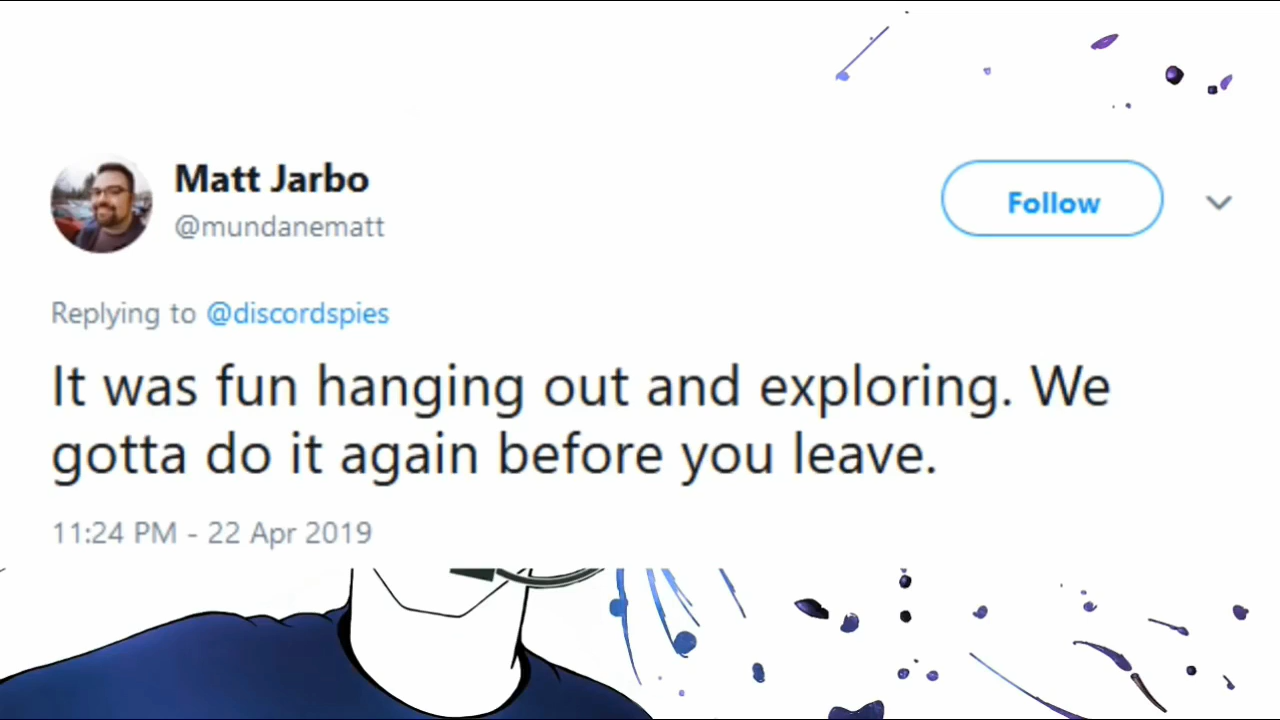 Matt Jarbo
@mundanematt
Follow
Replying to @discordspies
It was fun hanging out and exploring. We
gotta do it again before you leave.
11:24 PM - 22 Apr 2019